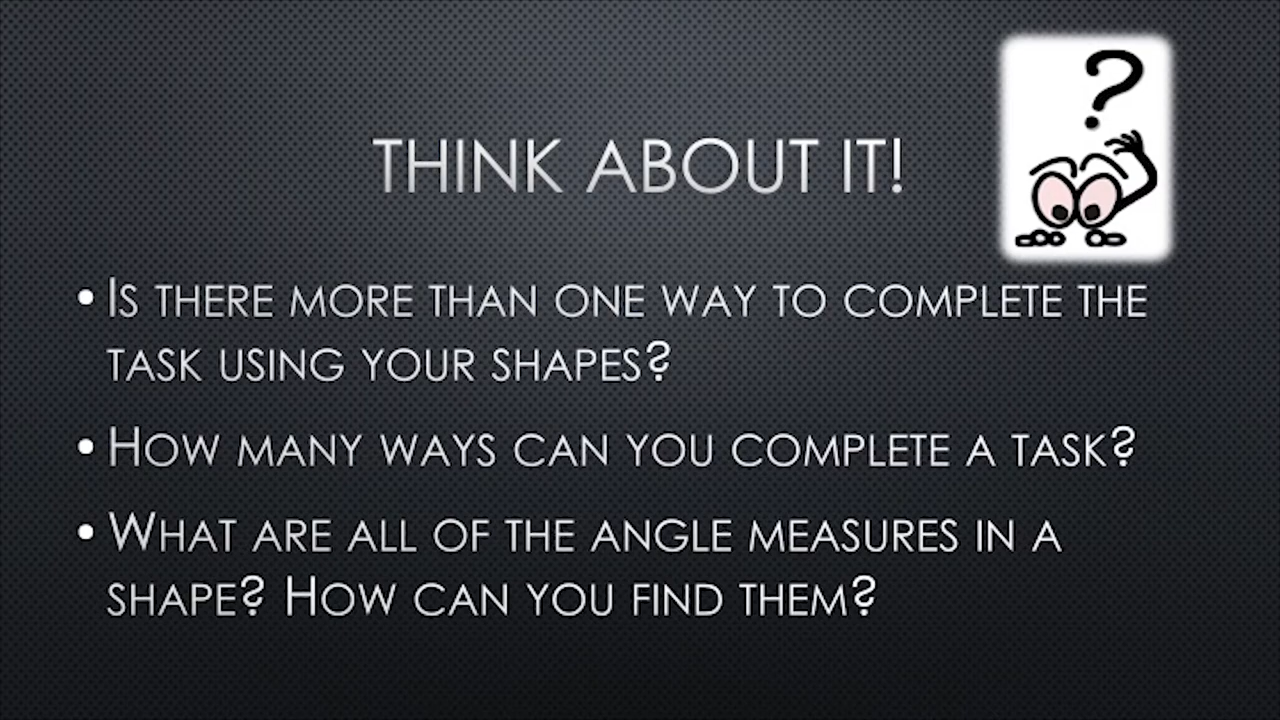 ?
THINK ABOUT IT!
• IS THERE MORE THAN ONE WAY TO COMPLETE THE
TASK USING YOUR SHAPES?
• HOW MANY WAYS CAN YOU COMPLETE A TASK?
• WHAT ARE ALL OF THE ANGLE MEASURES IN A
SHAPE? HOW CAN YOU FIND THEM?